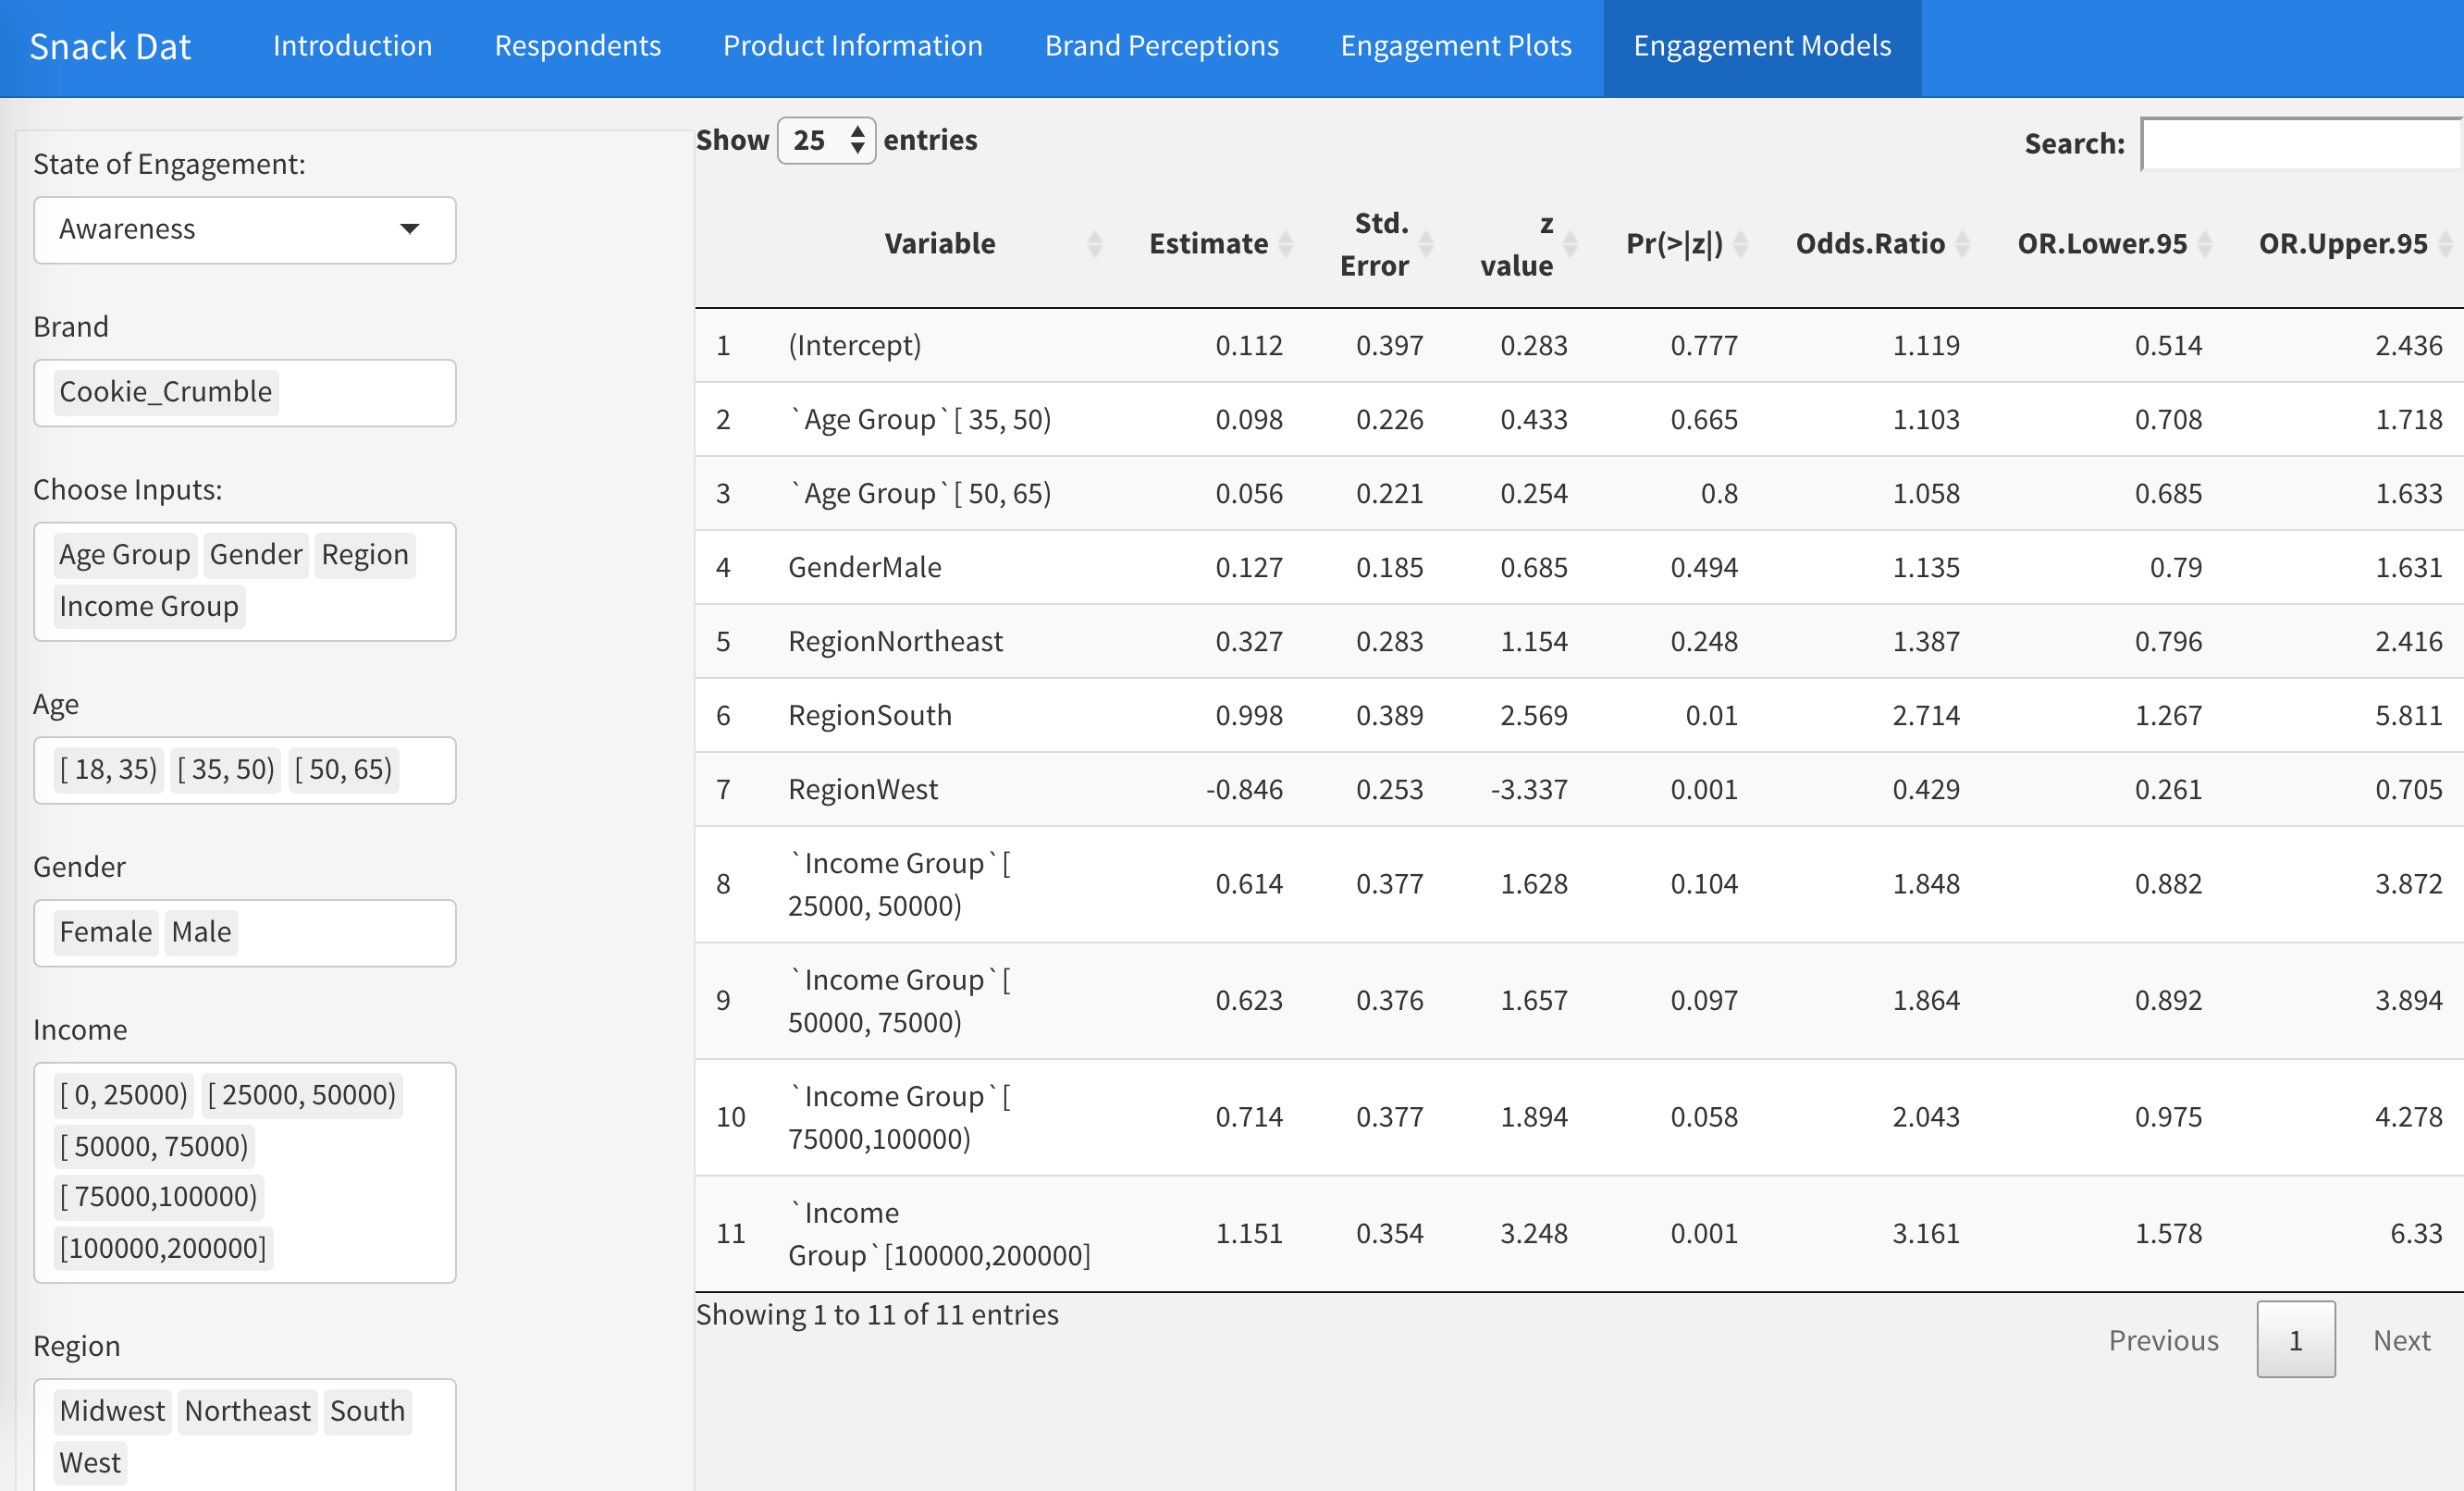 Snack Dat Introduction Respondents Product Information Brand Perceptions Engagement Plots Engagement Models
State of Engagement:
Awareness
Brand
Cookie_Crumble
Choose Inputs:
Age Group Gender Region
Income Group
Age
[ 18, 35) [ 35, 50) [ 50, 65)
Gender
Female Male
Income
[ 0, 25000) [ 25000, 50000)
[ 50000, 75000)
[ 75000,100000)
[100000,200000]
Region
Midwest Northeast South
West
Show 25 entries
Search:
Variable Estimate Std. Error z value Pr(>|z|) Odds.Ratio OR.Lower.95 OR.Upper.95
1 (Intercept) 0.112 0.397 0.283 0.777 1.119 0.514 2.436
2 `Age Group`[ 35, 50) 0.098 0.226 0.433 0.665 1.103 0.708 1.718
3 `Age Group`[ 50, 65) 0.056 0.221 0.254 0.8 1.058 0.685 1.633
4 GenderMale 0.127 0.185 0.685 0.494 1.135 0.79 1.631
5 RegionNortheast 0.327 0.283 1.154 0.248 1.387 0.796 2.416
6 RegionSouth 0.998 0.389 2.569 0.01 2.714 1.267 5.811
7 RegionWest -0.846 0.253 -3.337 0.001 0.429 0.261 0.705
8 `Income Group`[ 25000, 50000) 0.614 0.377 1.628 0.104 1.848 0.882 3.872
9 `Income Group`[ 50000, 75000) 0.623 0.376 1.657 0.097 1.864 0.892 3.894
10 `Income Group`[ 75000,100000) 0.714 0.377 1.894 0.058 2.043 0.975 4.278
11 `Income Group`[100000,200000] 1.151 0.354 3.248 0.001 3.161 1.578 6.33
Showing 1 to 11 of 11 entries
Previous 1 Next